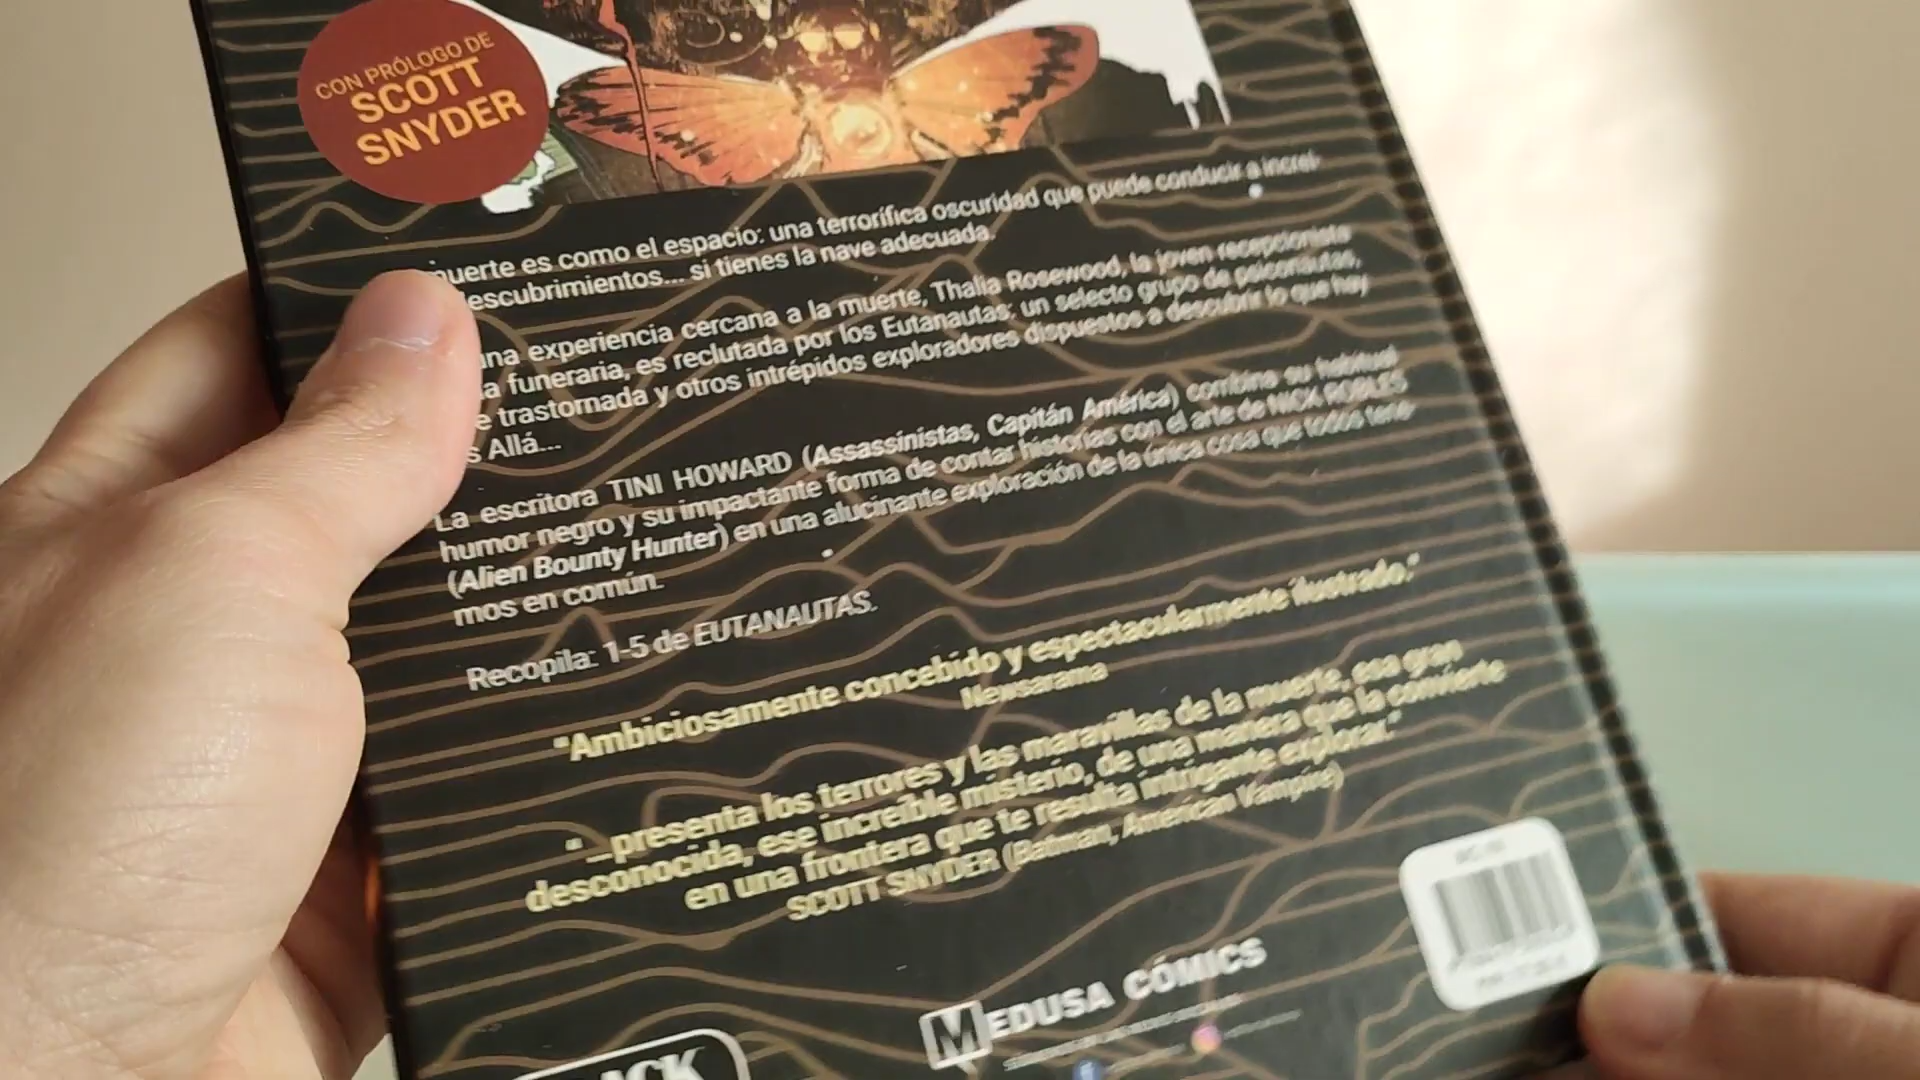 CON PRÓLOGO DE
SCOTT
SNYDER
uerte es como el espacio: una terrorífica oscuridad que puede conducir a increí-
escubrimientos... si tienes la nave adecuada.
na experiencia cercana a la muerte, Thalia Rosewood, la joven recepcionista
a funeraria, es reclutada por los Eutanautas: un selecto grupo de psiconautas,
e trastornada y otros intrépidos exploradores dispuestos a descubrir lo que hay
s Allá...
La escritora TINI HOWARD (Assassinistas, Capitán América) combina su habitual
humor negro y su impactante forma de contar historias con el arte de NICK ROBLES
(Alien Bounty Hunter) en una alucinante exploración de la única cosa que todos tene-
mos en común.
Recopila: 1-5 de EUTANAUTAS.
"Ambiciosamente concebido y espectacularmente ilustrado."
Newsarama
"...presenta los terrores y las maravillas de la muerte, esa gran
desconocida, ese increíble misterio, de una manera que la convierte
en una frontera que te resulta intrigante explorar."
SCOTT SNYDER (Batman, American Vampire)
MEDUSA CÓMICS
ACK